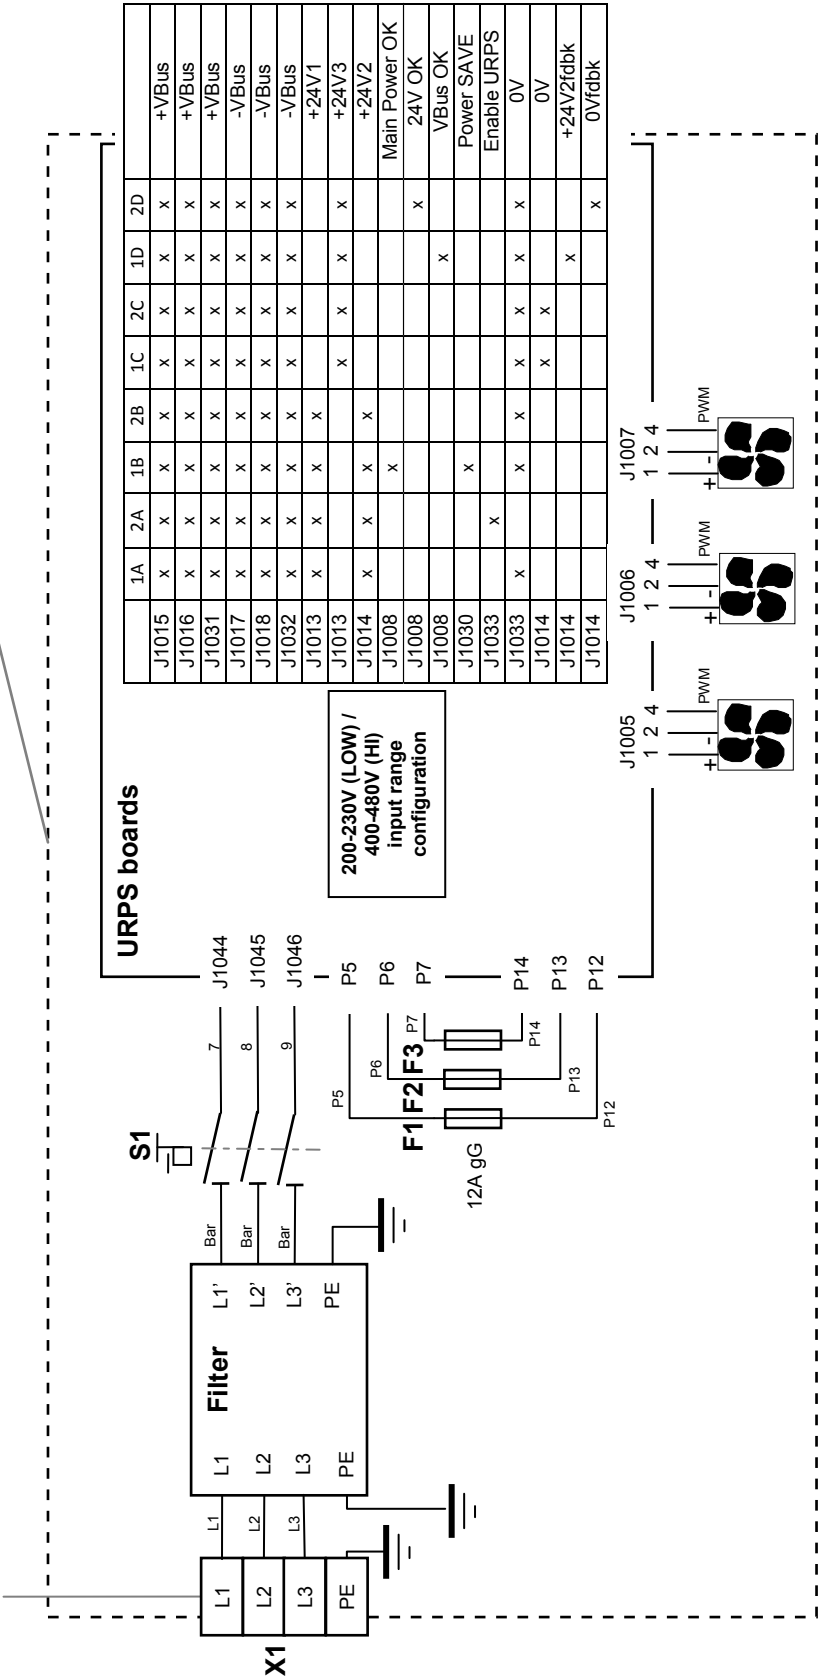 URPS boards
1A 2A 1B 2B 1C 2C 1D 2D
J1015 x x x x x x x x +VBus
J1016 x x x x x x x x +VBus
J1031 x x x x x x x x +VBus
J1017 x x x x x x x x -VBus
J1018 x x x x x x x x -VBus
J1032 x x x x x x x x -VBus
J1013 x x x x +24V1
J1013 x x x x +24V3
J1014 x x x x +24V2
J1008 x Main Power OK
J1008 x 24V OK
J1008 x VBus OK
J1030 x Power SAVE
J1033 x Enable URPS
J1033 x x x x x x x 0V
J1014 x x 0V
J1014 x +24V2fdbk
J1014 x 0Vfdbk
200-230V (LOW) /
400-480V (HI)
input range
configuration
X1
L1
L2
L3
PE
L1
L2
L3
Filter
L1 L1'
L2 L2'
L3 L3'
PE PE
Bar
Bar
Bar
S1
7
8
9
J1044
J1045
J1046
P5
P6
P7
P14
P13
P12
P5
P6
P7
F1 F2 F3
12A gG
P14
P13
P12
J1005
1 2 4
+ - PWM
J1006
1 2 4
+ - PWM
J1007
1 2 4
+ - PWM